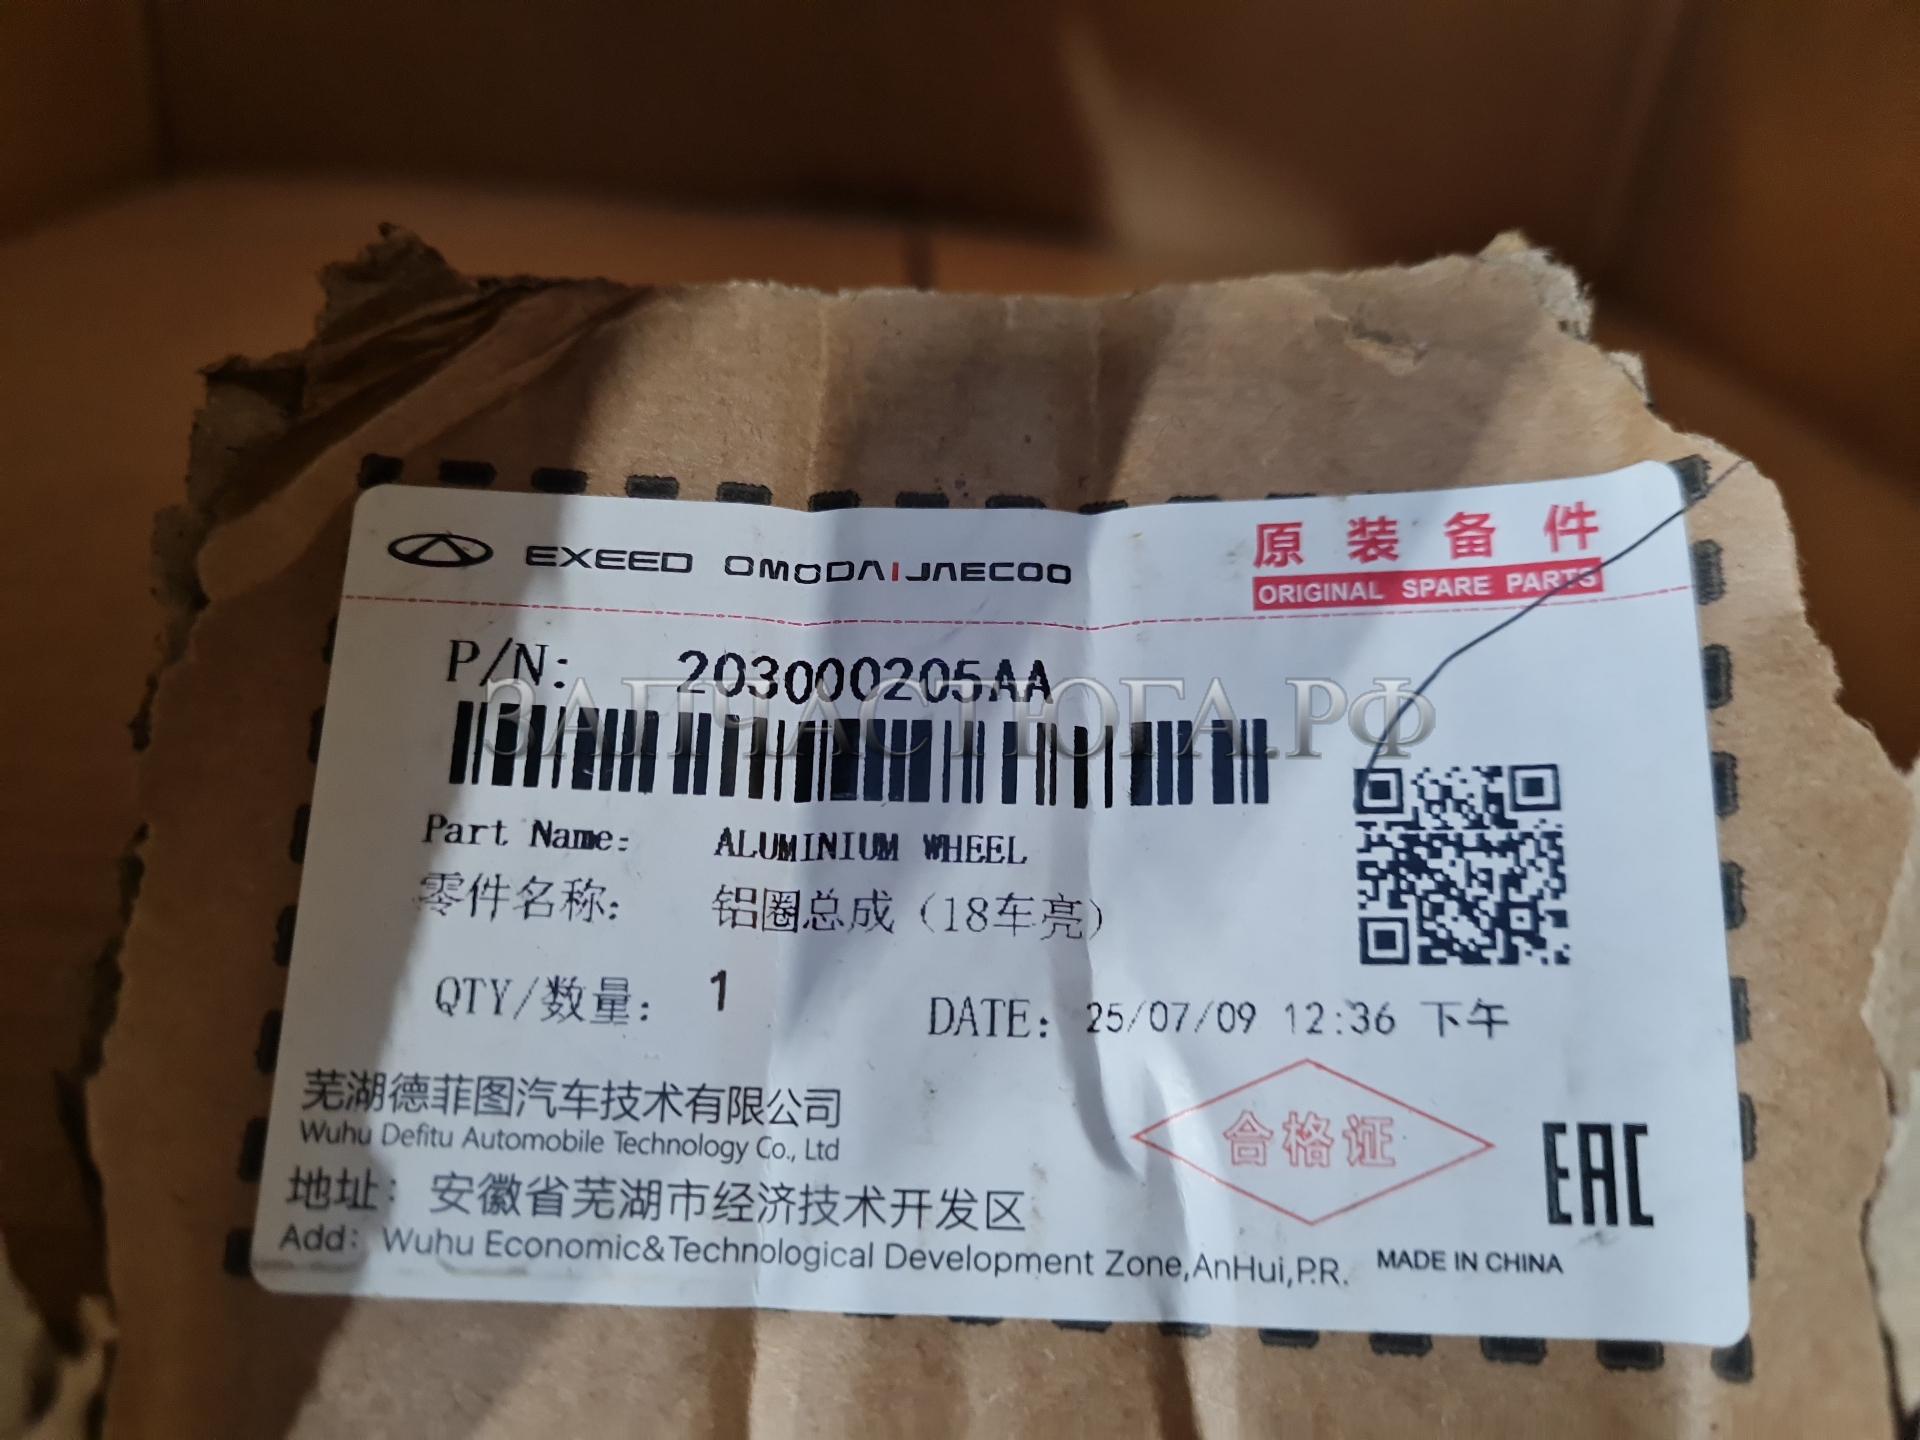 EXEED OMODA|JAECOO
原装备件
ORIGINAL SPARE PARTS
P/N: 203000205AA
ЗАПЧАСТЮГА.РФ
Part Name: ALUMINIUM WHEEL
零件名称: 铝圈总成（18车亮）
QTY/数量: 1
DATE: 25/07/09 12:36 下午
芜湖德菲图汽车技术有限公司
Wuhu Defitu Automobile Technology Co., Ltd
合格证
EAC
地址: 安徽省芜湖市经济技术开发区
Add: Wuhu Economic&Technological Development Zone,AnHui,P.R.
MADE IN CHINA